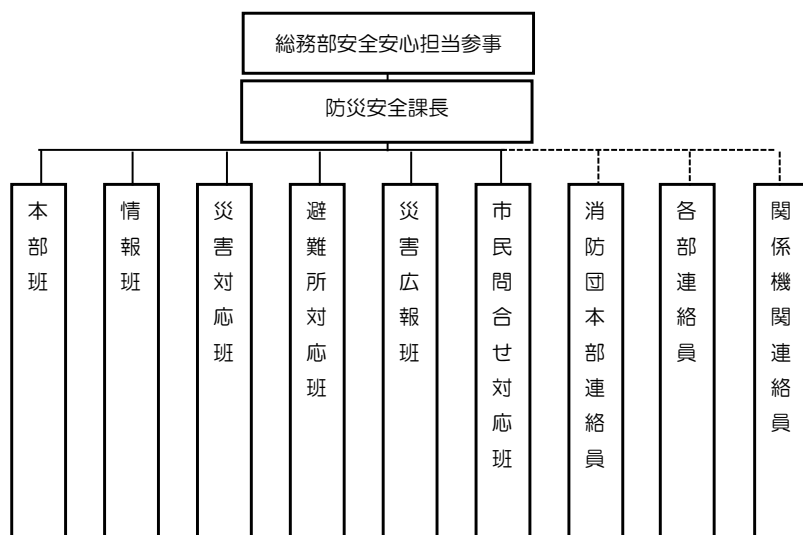 総務部安全安心担当参事
防災安全課長
本部班
情報班
災害対応班
避難所対応班
災害広報班
市民問合せ対応班
消防団本部連絡員
各部連絡員
関係機関連絡員